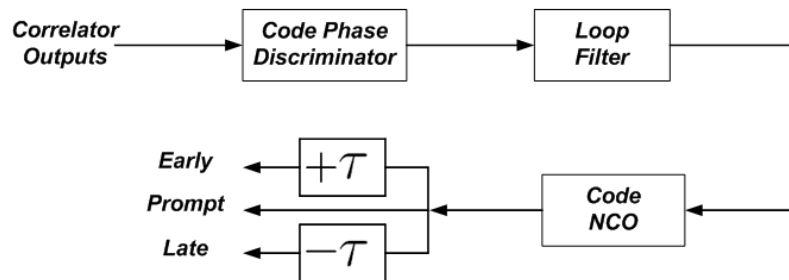 Correlator
Outputs
Code Phase
Discriminator
Loop
Filter
Early
+τ
Prompt
Late
−τ
Code
NCO